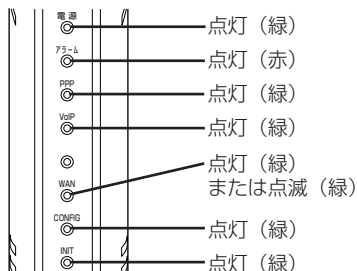 電源
点灯（緑）
アラーム
点灯（赤）
PPP
点灯（緑）
VoIP
点灯（緑）
WAN
点灯（緑）
または点滅（緑）
CONFIG
点灯（緑）
INIT
点灯（緑）